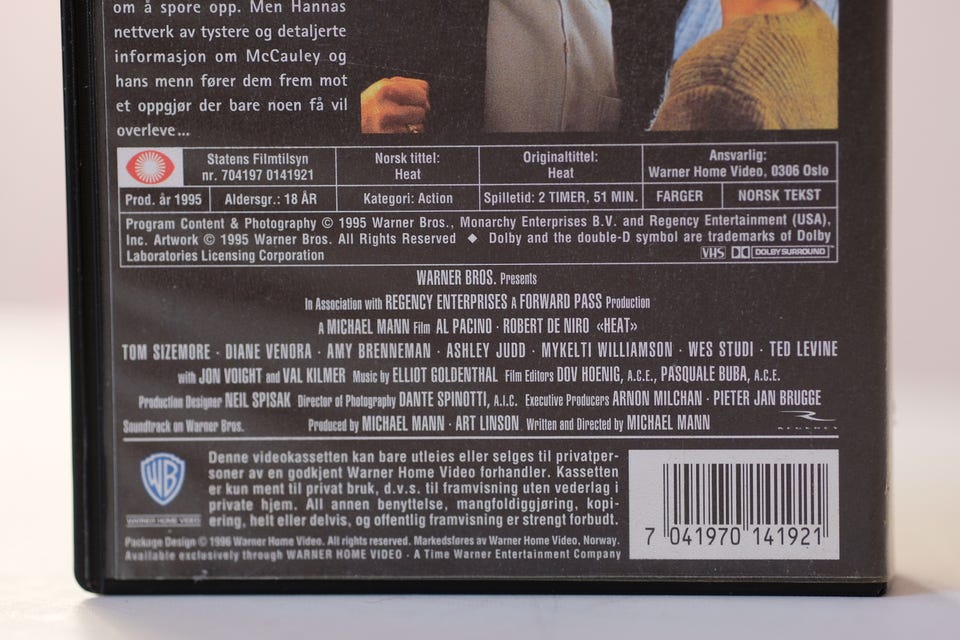 om å spore opp. Men Hannas
nettverk av tystere og detaljerte
informasjon om McCauley og
hans menn fører dem frem mot
et oppgjør der bare noen få vil
overleve...
Statens Filmtilsyn
nr. 704197 0141921
Norsk tittel:
Heat
Originaltittel:
Heat
Ansvarlig:
Warner Home Video, 0306 Oslo
Prod. år 1995
Aldersgr.: 18 ÅR
Kategori: Action
Spilletid: 2 TIMER, 51 MIN.
FARGER
NORSK TEKST
Program Content & Photography © 1995 Warner Bros., Monarchy Enterprises B.V. and Regency Entertainment (USA),
Inc. Artwork © 1995 Warner Bros. All Rights Reserved ◆ Dolby and the double-D symbol are trademarks of Dolby
Laboratories Licensing Corporation
VHS DOLBY SURROUND
WARNER BROS. Presents
In Association with REGENCY ENTERPRISES A FORWARD PASS Production
A MICHAEL MANN Film AL PACINO · ROBERT DE NIRO «HEAT»
TOM SIZEMORE · DIANE VENORA · AMY BRENNEMAN · ASHLEY JUDD · MYKELTI WILLIAMSON · WES STUDI · TED LEVINE
with JON VOIGHT and VAL KILMER Music by ELLIOT GOLDENTHAL Film Editors DOV HOENIG, A.C.E., PASQUALE BUBA, A.C.E.
Production Designer NEIL SPISAK Director of Photography DANTE SPINOTTI, A.I.C. Executive Producers ARNON MILCHAN · PIETER JAN BRUGGE
Soundtrack on Warner Bros. Produced by MICHAEL MANN · ART LINSON Written and Directed by MICHAEL MANN
REGENCY
WB
WARNER HOME VIDEO
Denne videokassetten kan bare utleies eller selges til privatper-
soner av en godkjent Warner Home Video forhandler. Kassetten
er kun ment til privat bruk, d.v.s. til framvisning uten vederlag i
private hjem. All annen benyttelse, mangfoldiggjøring, kopi-
ering, helt eller delvis, og offentlig framvisning er strengt forbudt.
Package Design © 1996 Warner Home Video. All rights reserved. Markedsføres av Warner Home Video, Norway.
Available exclusively through WARNER HOME VIDEO · A Time Warner Entertainment Company
7 041970 141921